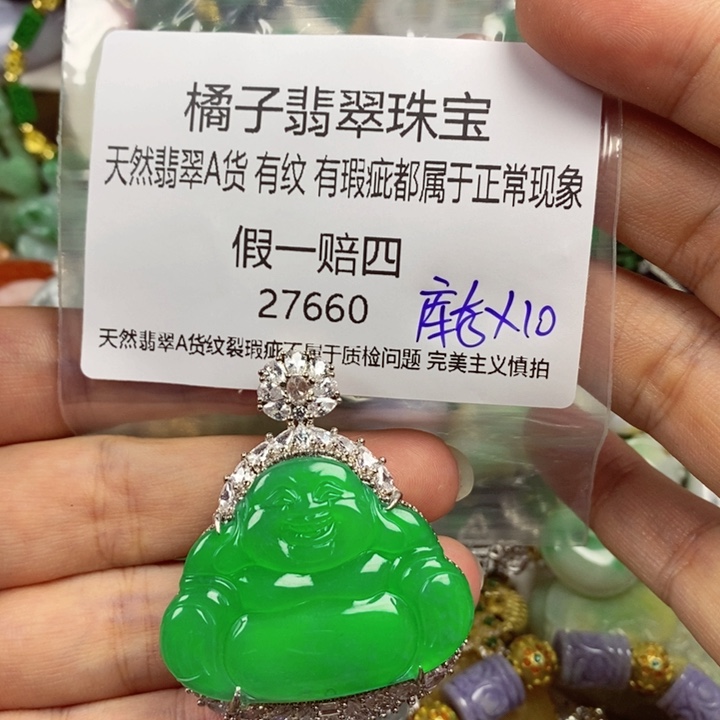 橘子翡翠珠宝
天然翡翠A货 有纹 有瑕疵都属于正常现象
假一赔四
27660
X10
天然翡翠A货纹裂瑕疵不属于质检问题 完美主义慎拍